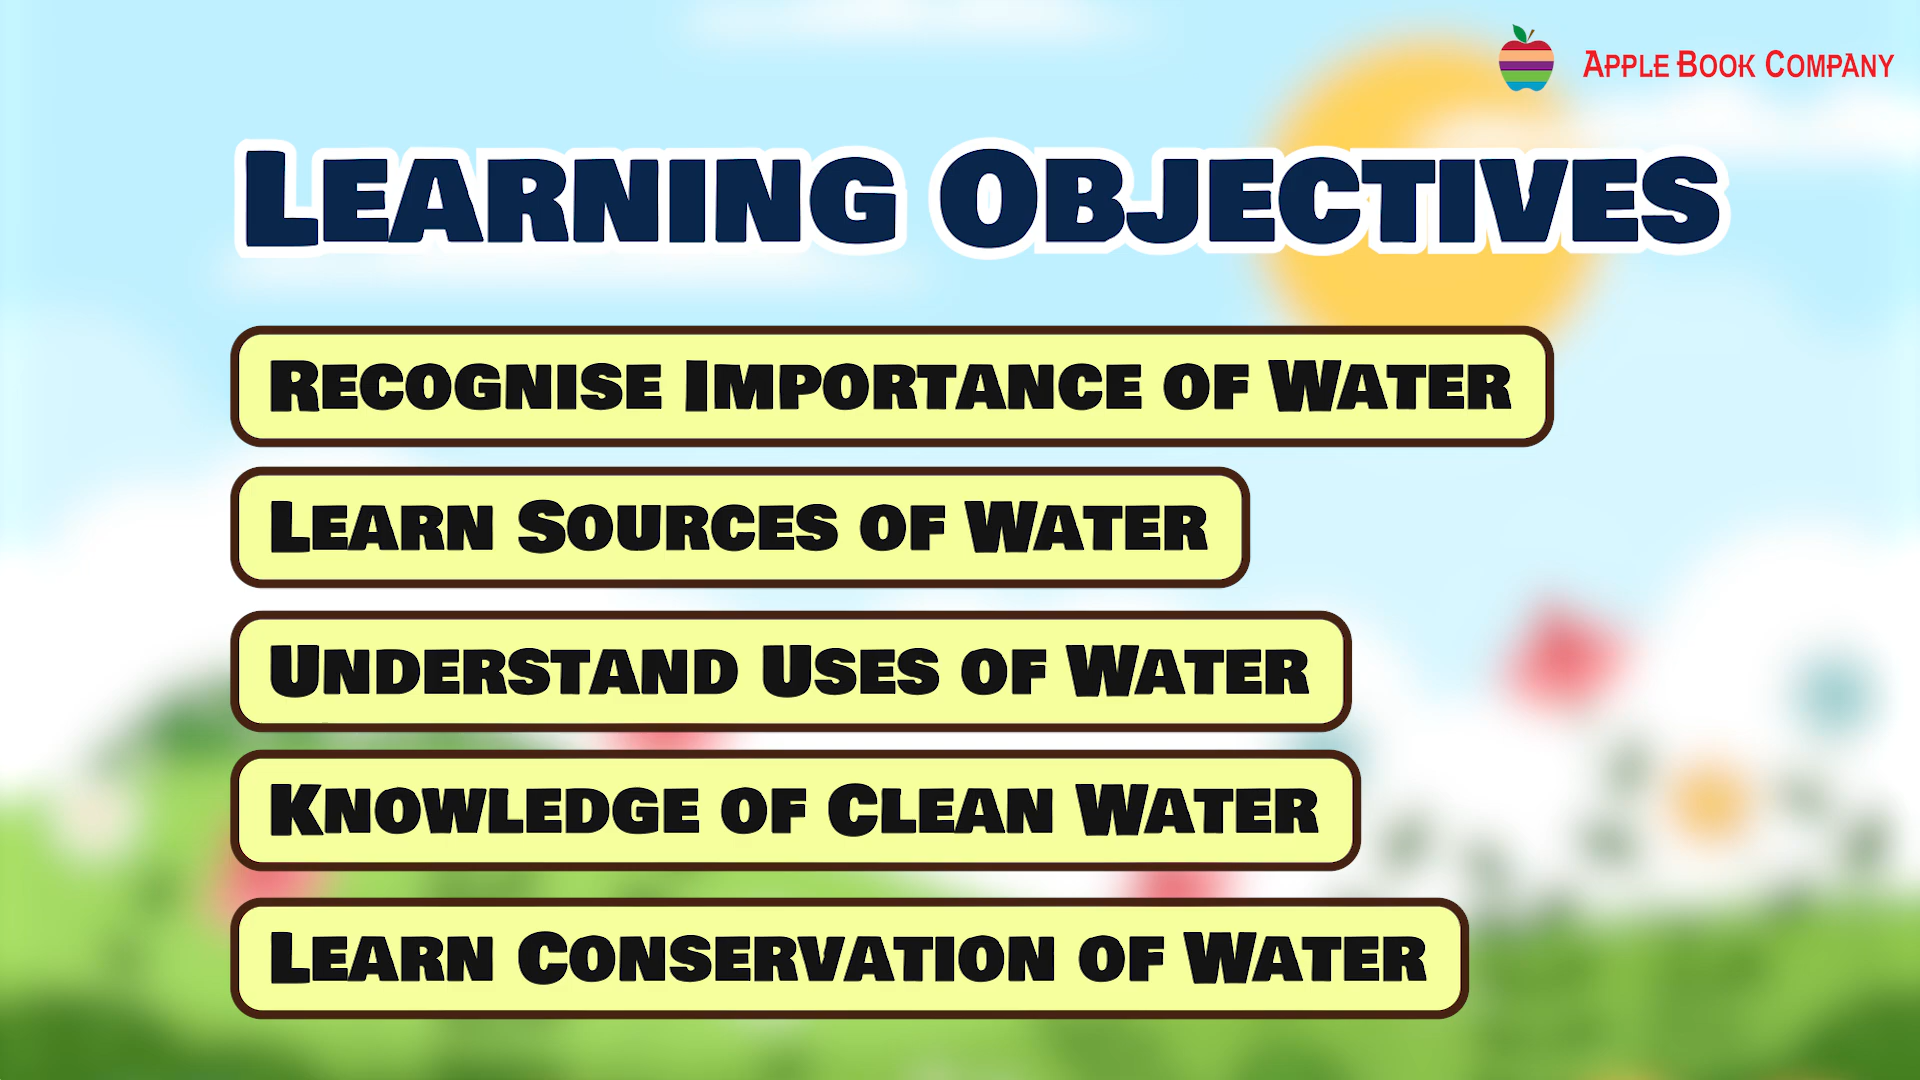 Apple Book Company
Learning Objectives
Recognise Importance of Water
Learn Sources of Water
Understand Uses of Water
Knowledge of Clean Water
Learn Conservation of Water